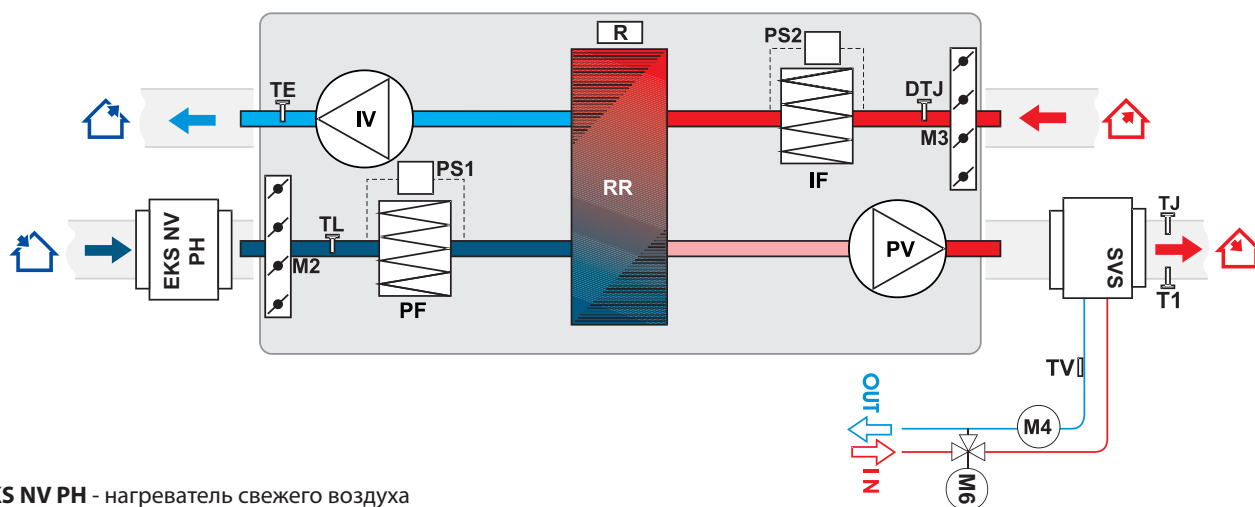 R
PS2
TE
IV
DTJ
M3
IF
PS1
RR
EKS NV
PH
TL
M2
PF
PV
SVS
TJ
T1
TV
OUT
M4
IN
M6
NV PH - нагреватель свежего воздуха